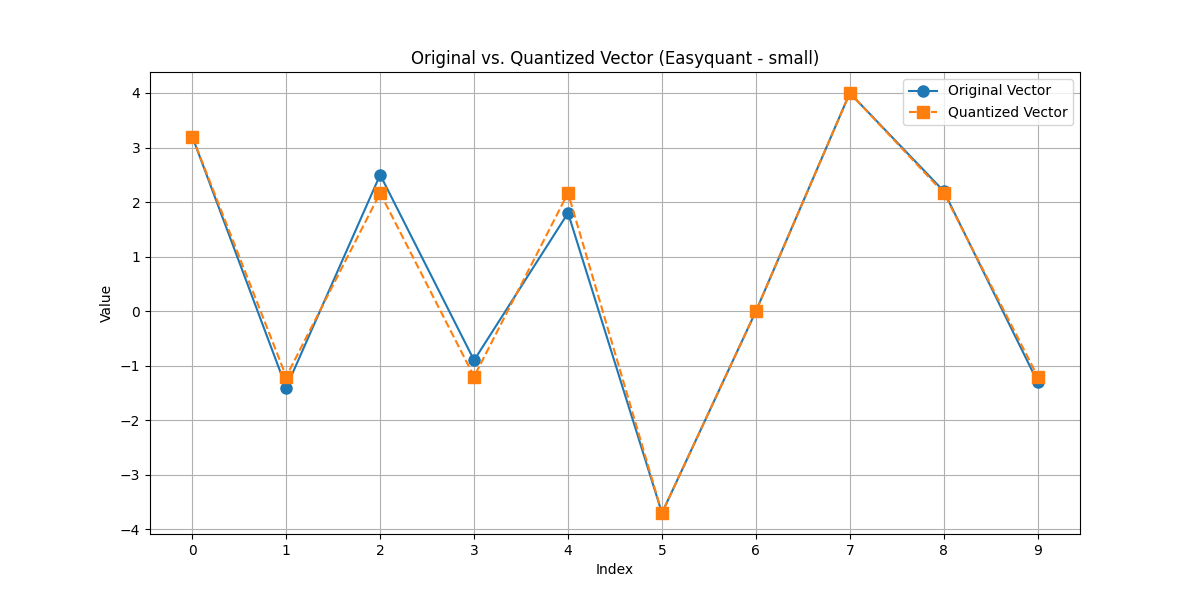 Original vs. Quantized Vector (Easyquant - small)
Original Vector
Quantized Vector
4
3
2
1
0
−1
−2
−3
−4
Value
0 1 2 3 4 5 6 7 8 9
Index